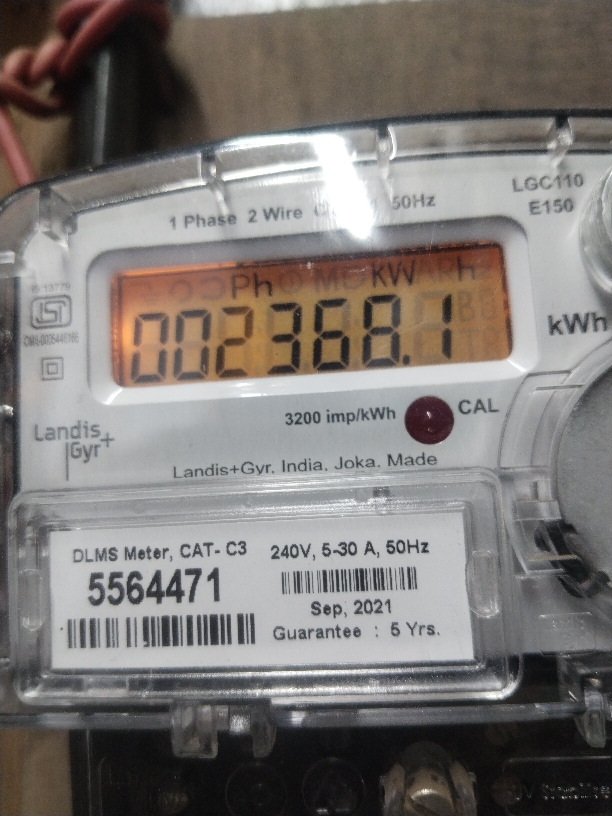 LGC110
E150
1 Phase 2 Wire 50Hz
Ph KW h
002368.1
kWh
3200 imp/kWh CAL
Landis
Gyr+
Landis+Gyr. India. Joka. Made
DLMS Meter, CAT- C3
5564471
240V, 5-30 A, 50Hz
Sep, 2021
Guarantee : 5 Yrs.